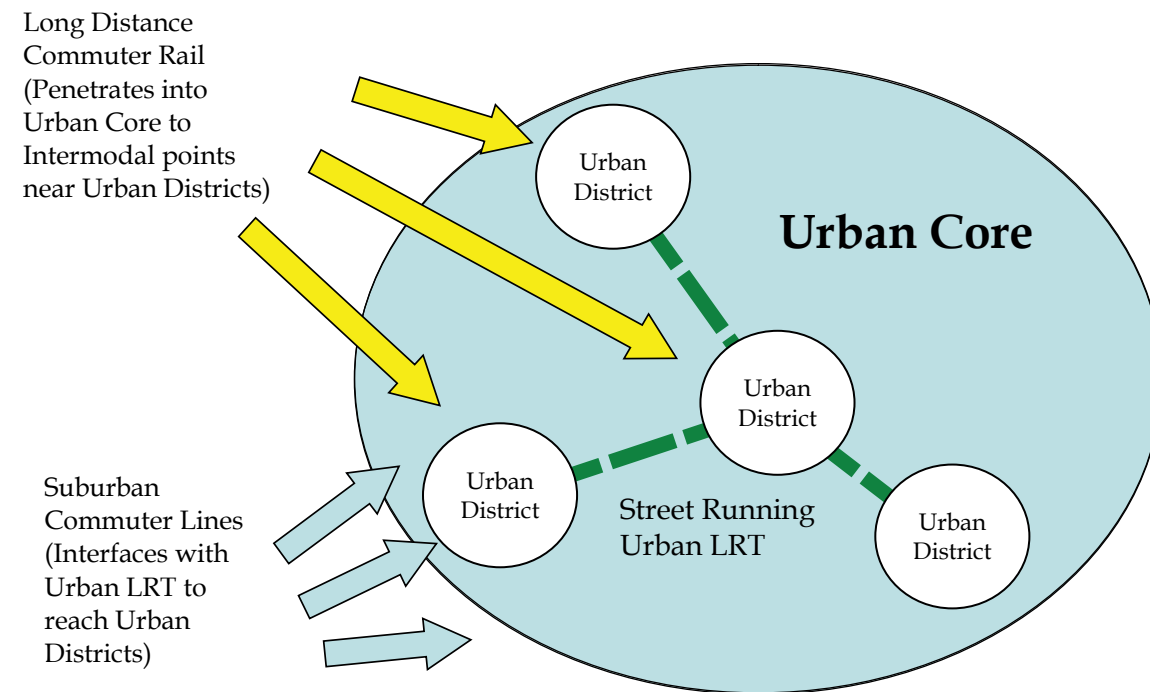 Long Distance
Commuter Rail
(Penetrates into
Urban Core to
Intermodal points
near Urban Districts)
Urban
District
Urban Core
Urban
District
Urban
District
Suburban
Commuter Lines
(Interfaces with
Urban LRT to
reach Urban
Districts)
Street Running
Urban LRT
Urban
District